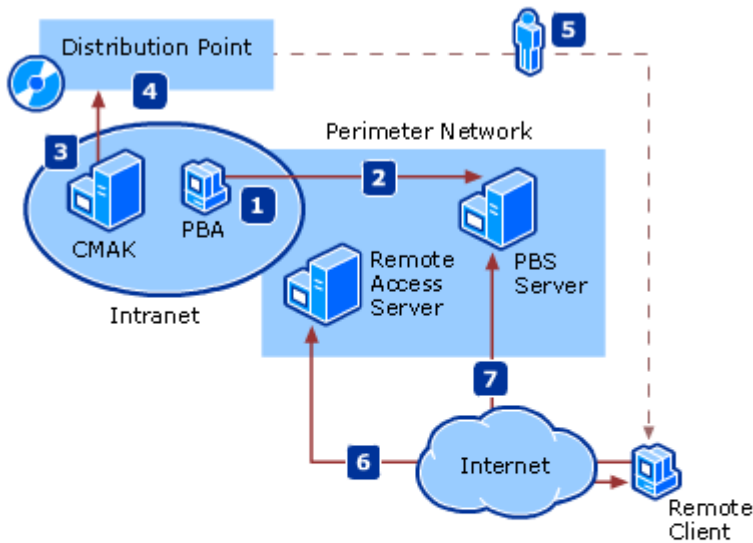 Distribution Point
4
5
3
Perimeter Network
1
2
CMAK
PBA
Intranet
Remote
Access
Server
PBS
Server
7
6
Internet
Remote
Client